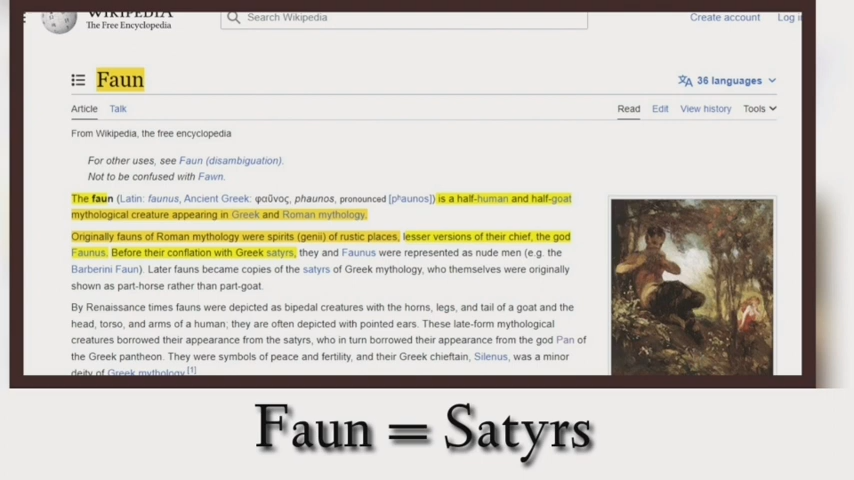 WIKIPEDIA
The Free Encyclopedia
Search Wikipedia
Create account Log i
Faun
36 languages
Article Talk
Read Edit View history Tools
From Wikipedia, the free encyclopedia
For other uses, see Faun (disambiguation).
Not to be confused with Fawn.
The faun (Latin: faunus, Ancient Greek: φαῦνος, phaunos, pronounced [pʰaunos]) is a half-human and half-goat
mythological creature appearing in Greek and Roman mythology.
Originally fauns of Roman mythology were spirits (genii) of rustic places, lesser versions of their chief, the god
Faunus. Before their conflation with Greek satyrs, they and Faunus were represented as nude men (e.g. the
Barberini Faun). Later fauns became copies of the satyrs of Greek mythology, who themselves were originally
shown as part-horse rather than part-goat.
By Renaissance times fauns were depicted as bipedal creatures with the horns, legs, and tail of a goat and the
head, torso, and arms of a human; they are often depicted with pointed ears. These late-form mythological
creatures borrowed their appearance from the satyrs, who in turn borrowed their appearance from the god Pan of
the Greek pantheon. They were symbols of peace and fertility, and their Greek chieftain, Silenus, was a minor
deity of Greek mythology.[1]
Faun = Satyrs